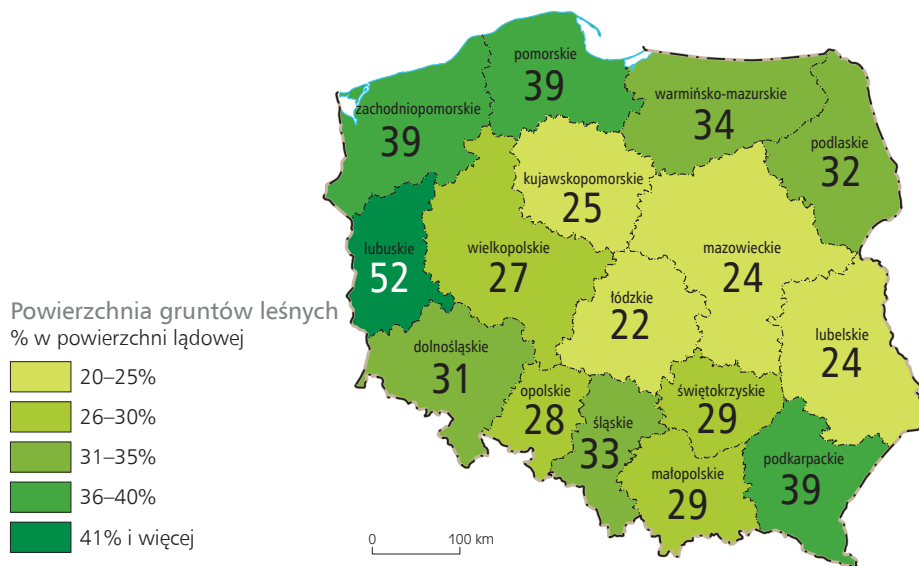 pomorskie
39
zachodniopomorskie
39
warmińsko-mazurskie
34
podlaskie
32
kujawskopomorskie
25
lubuskie
52
wielkopolskie
27
mazowieckie
24
łódzkie
22
lubelskie
24
dolnośląskie
31
opolskie
28
śląskie
33
świętokrzyskie
29
małopolskie
29
podkarpackie
39
Powierzchnia gruntów leśnych
% w powierzchni lądowej
20–25%
26–30%
31–35%
36–40%
41% i więcej
0 100 km